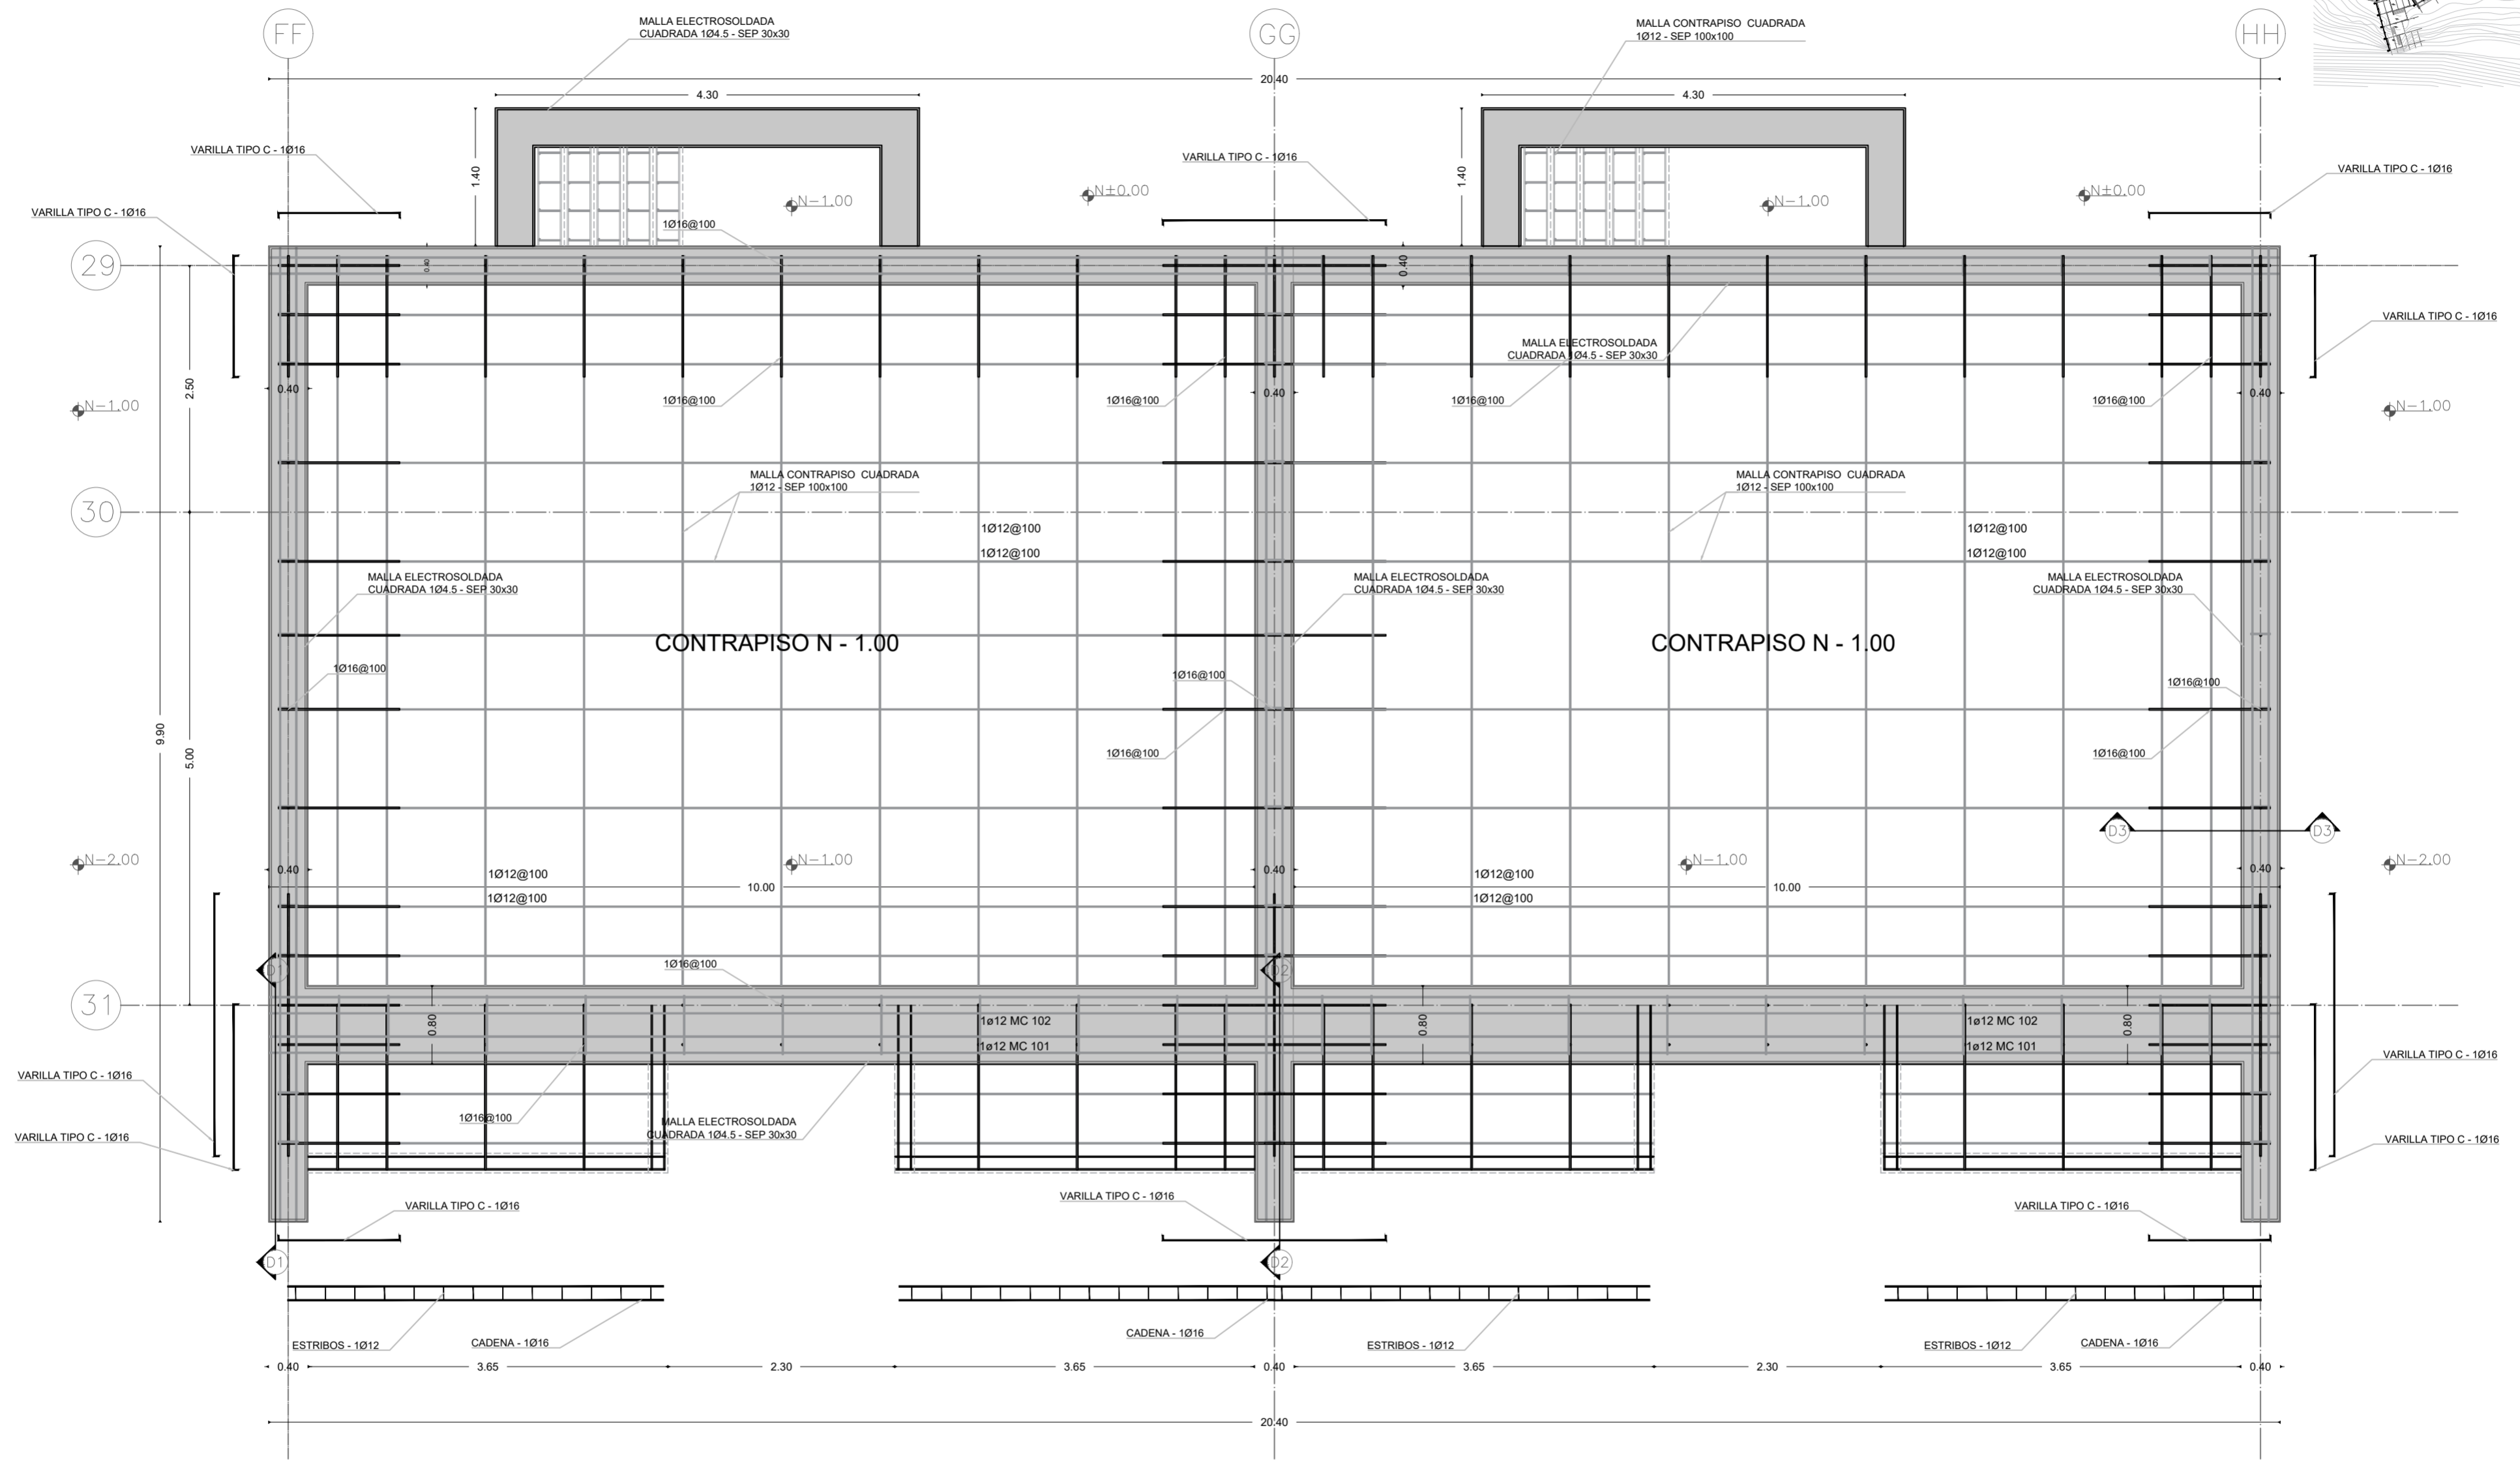 FF
GG
HH
MALLA ELECTROSOLDADA
CUADRADA 1Ø4.5 - SEP 30x30
MALLA CONTRAPISO CUADRADA
1Ø12 - SEP 100x100
20.40
4.30
4.30
VARILLA TIPO C - 1Ø16
1.40
VARILLA TIPO C - 1Ø16
1.40
VARILLA TIPO C - 1Ø16
N-1.00
N±0.00
N-1.00
N±0.00
VARILLA TIPO C - 1Ø16
1Ø16@100
29
0.40
0.40
VARILLA TIPO C - 1Ø16
MALLA ELECTROSOLDADA
CUADRADA 1Ø4.5 - SEP 30x30
2.50
0.40
0.40
0.40
N-1.00
1Ø16@100
1Ø16@100
1Ø16@100
1Ø16@100
N-1.00
MALLA CONTRAPISO CUADRADA
1Ø12 - SEP 100x100
MALLA CONTRAPISO CUADRADA
1Ø12 - SEP 100x100
30
1Ø12@100
1Ø12@100
1Ø12@100
1Ø12@100
MALLA ELECTROSOLDADA
CUADRADA 1Ø4.5 - SEP 30x30
MALLA ELECTROSOLDADA
CUADRADA 1Ø4.5 - SEP 30x30
MALLA ELECTROSOLDADA
CUADRADA 1Ø4.5 - SEP 30x30
CONTRAPISO N - 1.00
CONTRAPISO N - 1.00
1Ø16@100
1Ø16@100
1Ø16@100
9.90
5.00
1Ø16@100
1Ø16@100
D3
D3
N-2.00
N-1.00
N-1.00
N-2.00
0.40
0.40
0.40
1Ø12@100
1Ø12@100
10.00
1Ø12@100
1Ø12@100
10.00
D1
1Ø16@100
D2
31
0.80
1ø12 MC 102
1ø12 MC 101
0.80
1ø12 MC 102
1ø12 MC 101
0.80
VARILLA TIPO C - 1Ø16
VARILLA TIPO C - 1Ø16
1Ø16@100
MALLA ELECTROSOLDADA
CUADRADA 1Ø4.5 - SEP 30x30
VARILLA TIPO C - 1Ø16
VARILLA TIPO C - 1Ø16
VARILLA TIPO C - 1Ø16
VARILLA TIPO C - 1Ø16
VARILLA TIPO C - 1Ø16
D1
D2
ESTRIBOS - 1Ø12
CADENA - 1Ø16
CADENA - 1Ø16
ESTRIBOS - 1Ø12
ESTRIBOS - 1Ø12
CADENA - 1Ø16
0.40
3.65
2.30
3.65
0.40
3.65
2.30
3.65
0.40
20.40